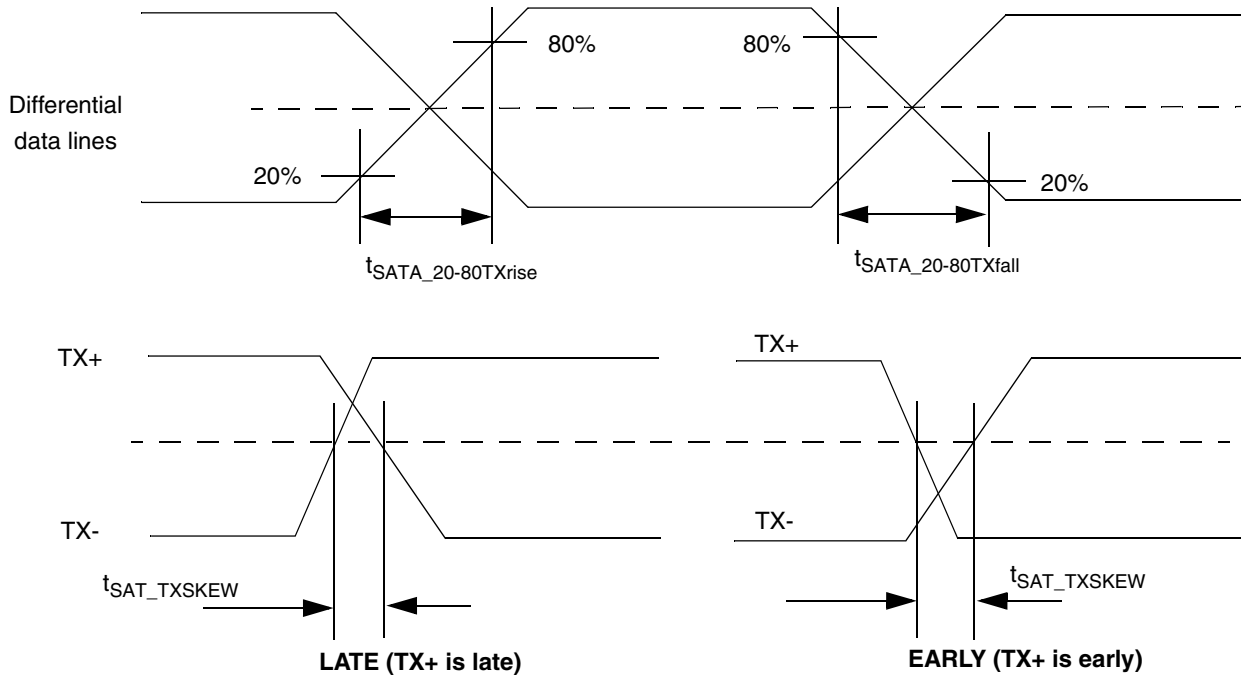 80%
80%
Differential
data lines
20%
20%
tSATA_20-80TXrise
tSATA_20-80TXfall
TX+
TX+
TX-
TX-
tSAT_TXSKEW
tSAT_TXSKEW
LATE (TX+ is late)
EARLY (TX+ is early)